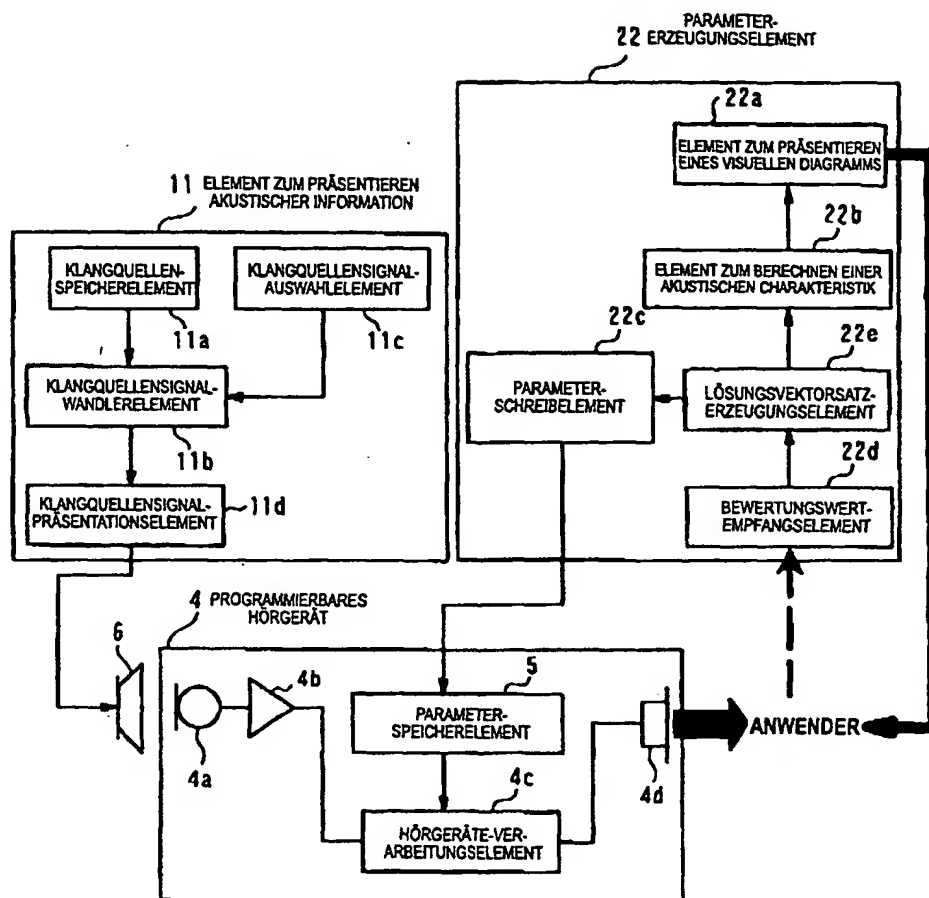 PARAMETER-
22 ERZEUGUNGSELEMENT
22a
ELEMENT ZUM PRÄSENTIEREN
EINES VISUELLEN DIAGRAMMS
11 ELEMENT ZUM PRÄSENTIEREN
AKUSTISCHER INFORMATION
22b
KLANGQUELLEN-
SPEICHERELEMENT
KLANGQUELLENSIGNAL-
AUSWAHLELEMENT
ELEMENT ZUM BERECHNEN EINER
AKUSTISCHEN CHARAKTERISTIK
11a
11c
22c
22e
KLANGQUELLENSIGNAL-
WANDLERELEMENT
PARAMETER-
SCHREIBELEMENT
LÖSUNGSVEKTORSATZ-
ERZEUGUNGSELEMENT
11b
22d
KLANGQUELLENSIGNAL-
PRÄSENTATIONSELEMENT
11d
BEWERTUNGSWERT-
EMPFANGSELEMENT
4 PROGRAMMIERBARES
HÖRGERÄT
6
4b
5
PARAMETER-
SPEICHERELEMENT
ANWENDER
4a
4c
4d
HÖRGERÄTE-VER-
ARBEITUNGSELEMENT